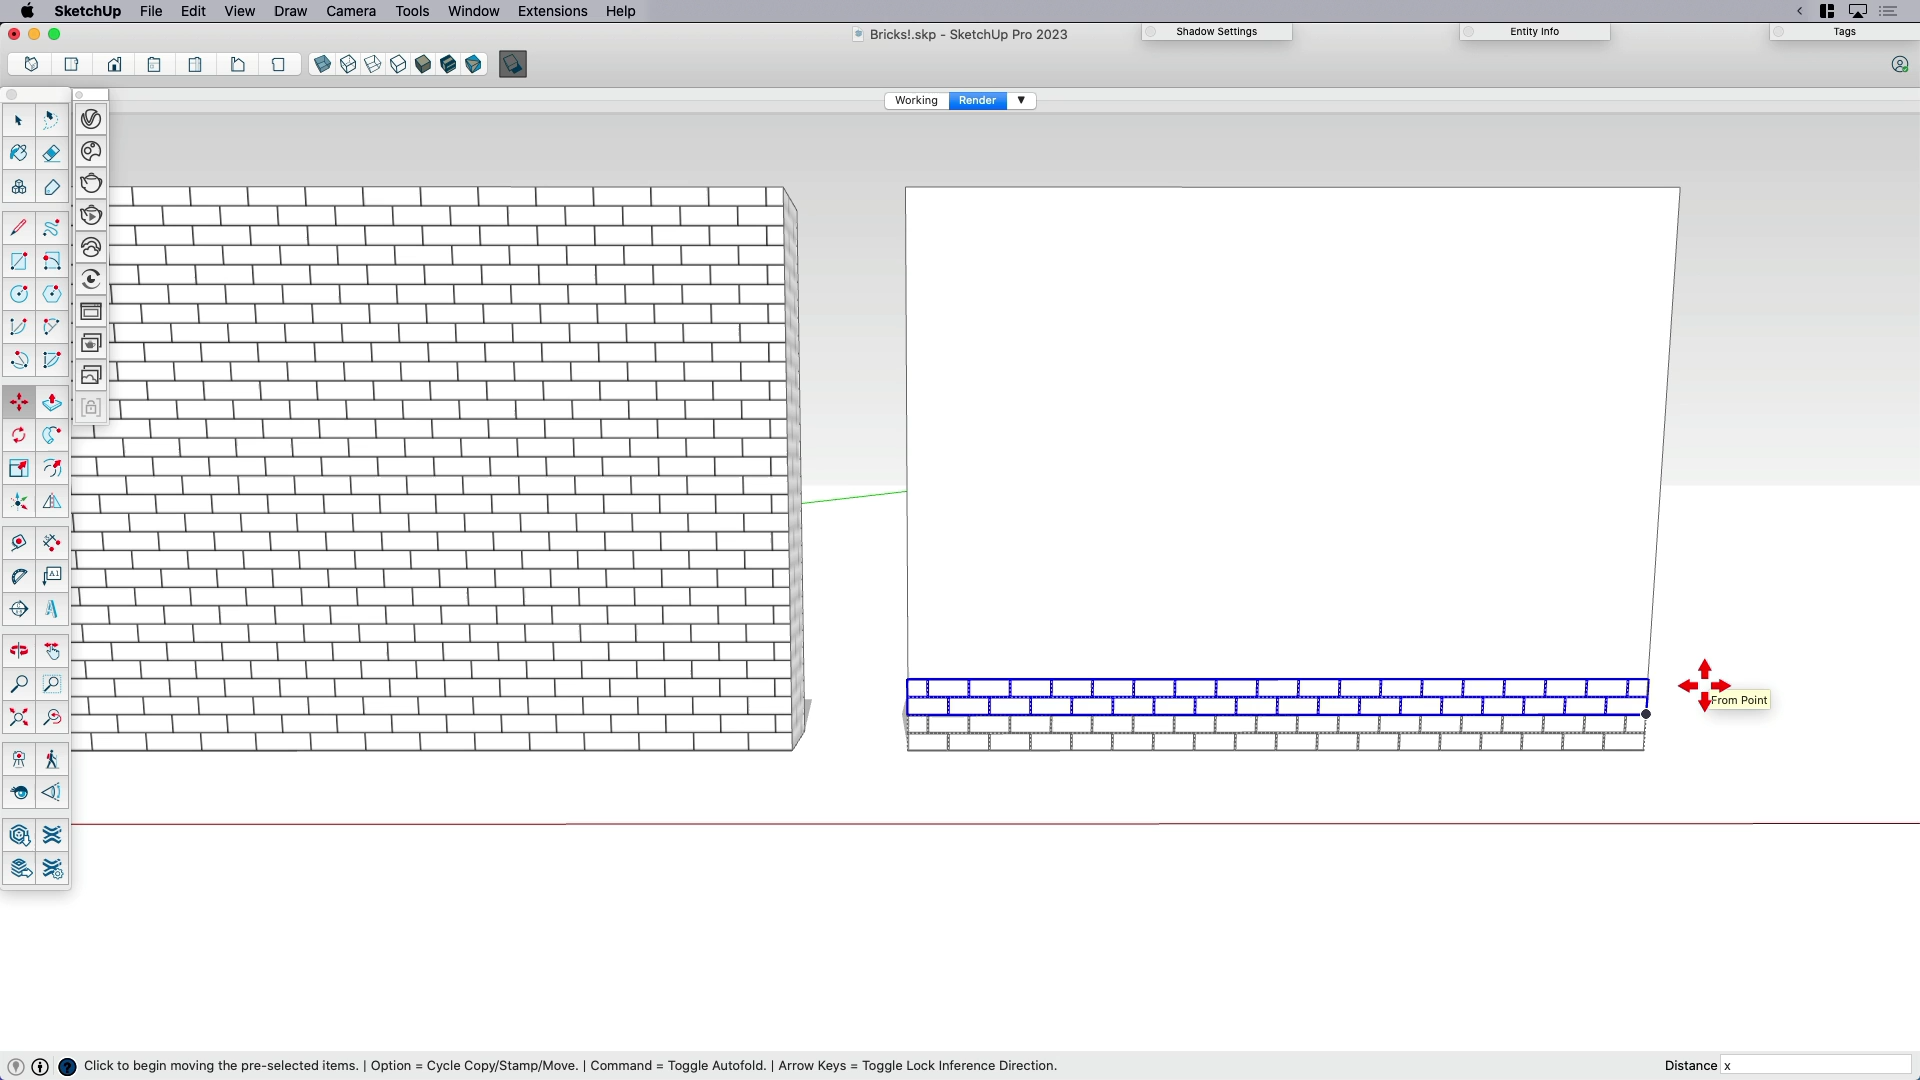 SketchUp File Edit View Draw Camera Tools Window Extensions Help
Bricks!.skp - SketchUp Pro 2023
Shadow Settings
Entity Info
Tags
Working Render
From Point
Click to begin moving the pre-selected items. | Option = Cycle Copy/Stamp/Move. | Command = Toggle Autofold. | Arrow Keys = Toggle Lock Inference Direction.
Distance x